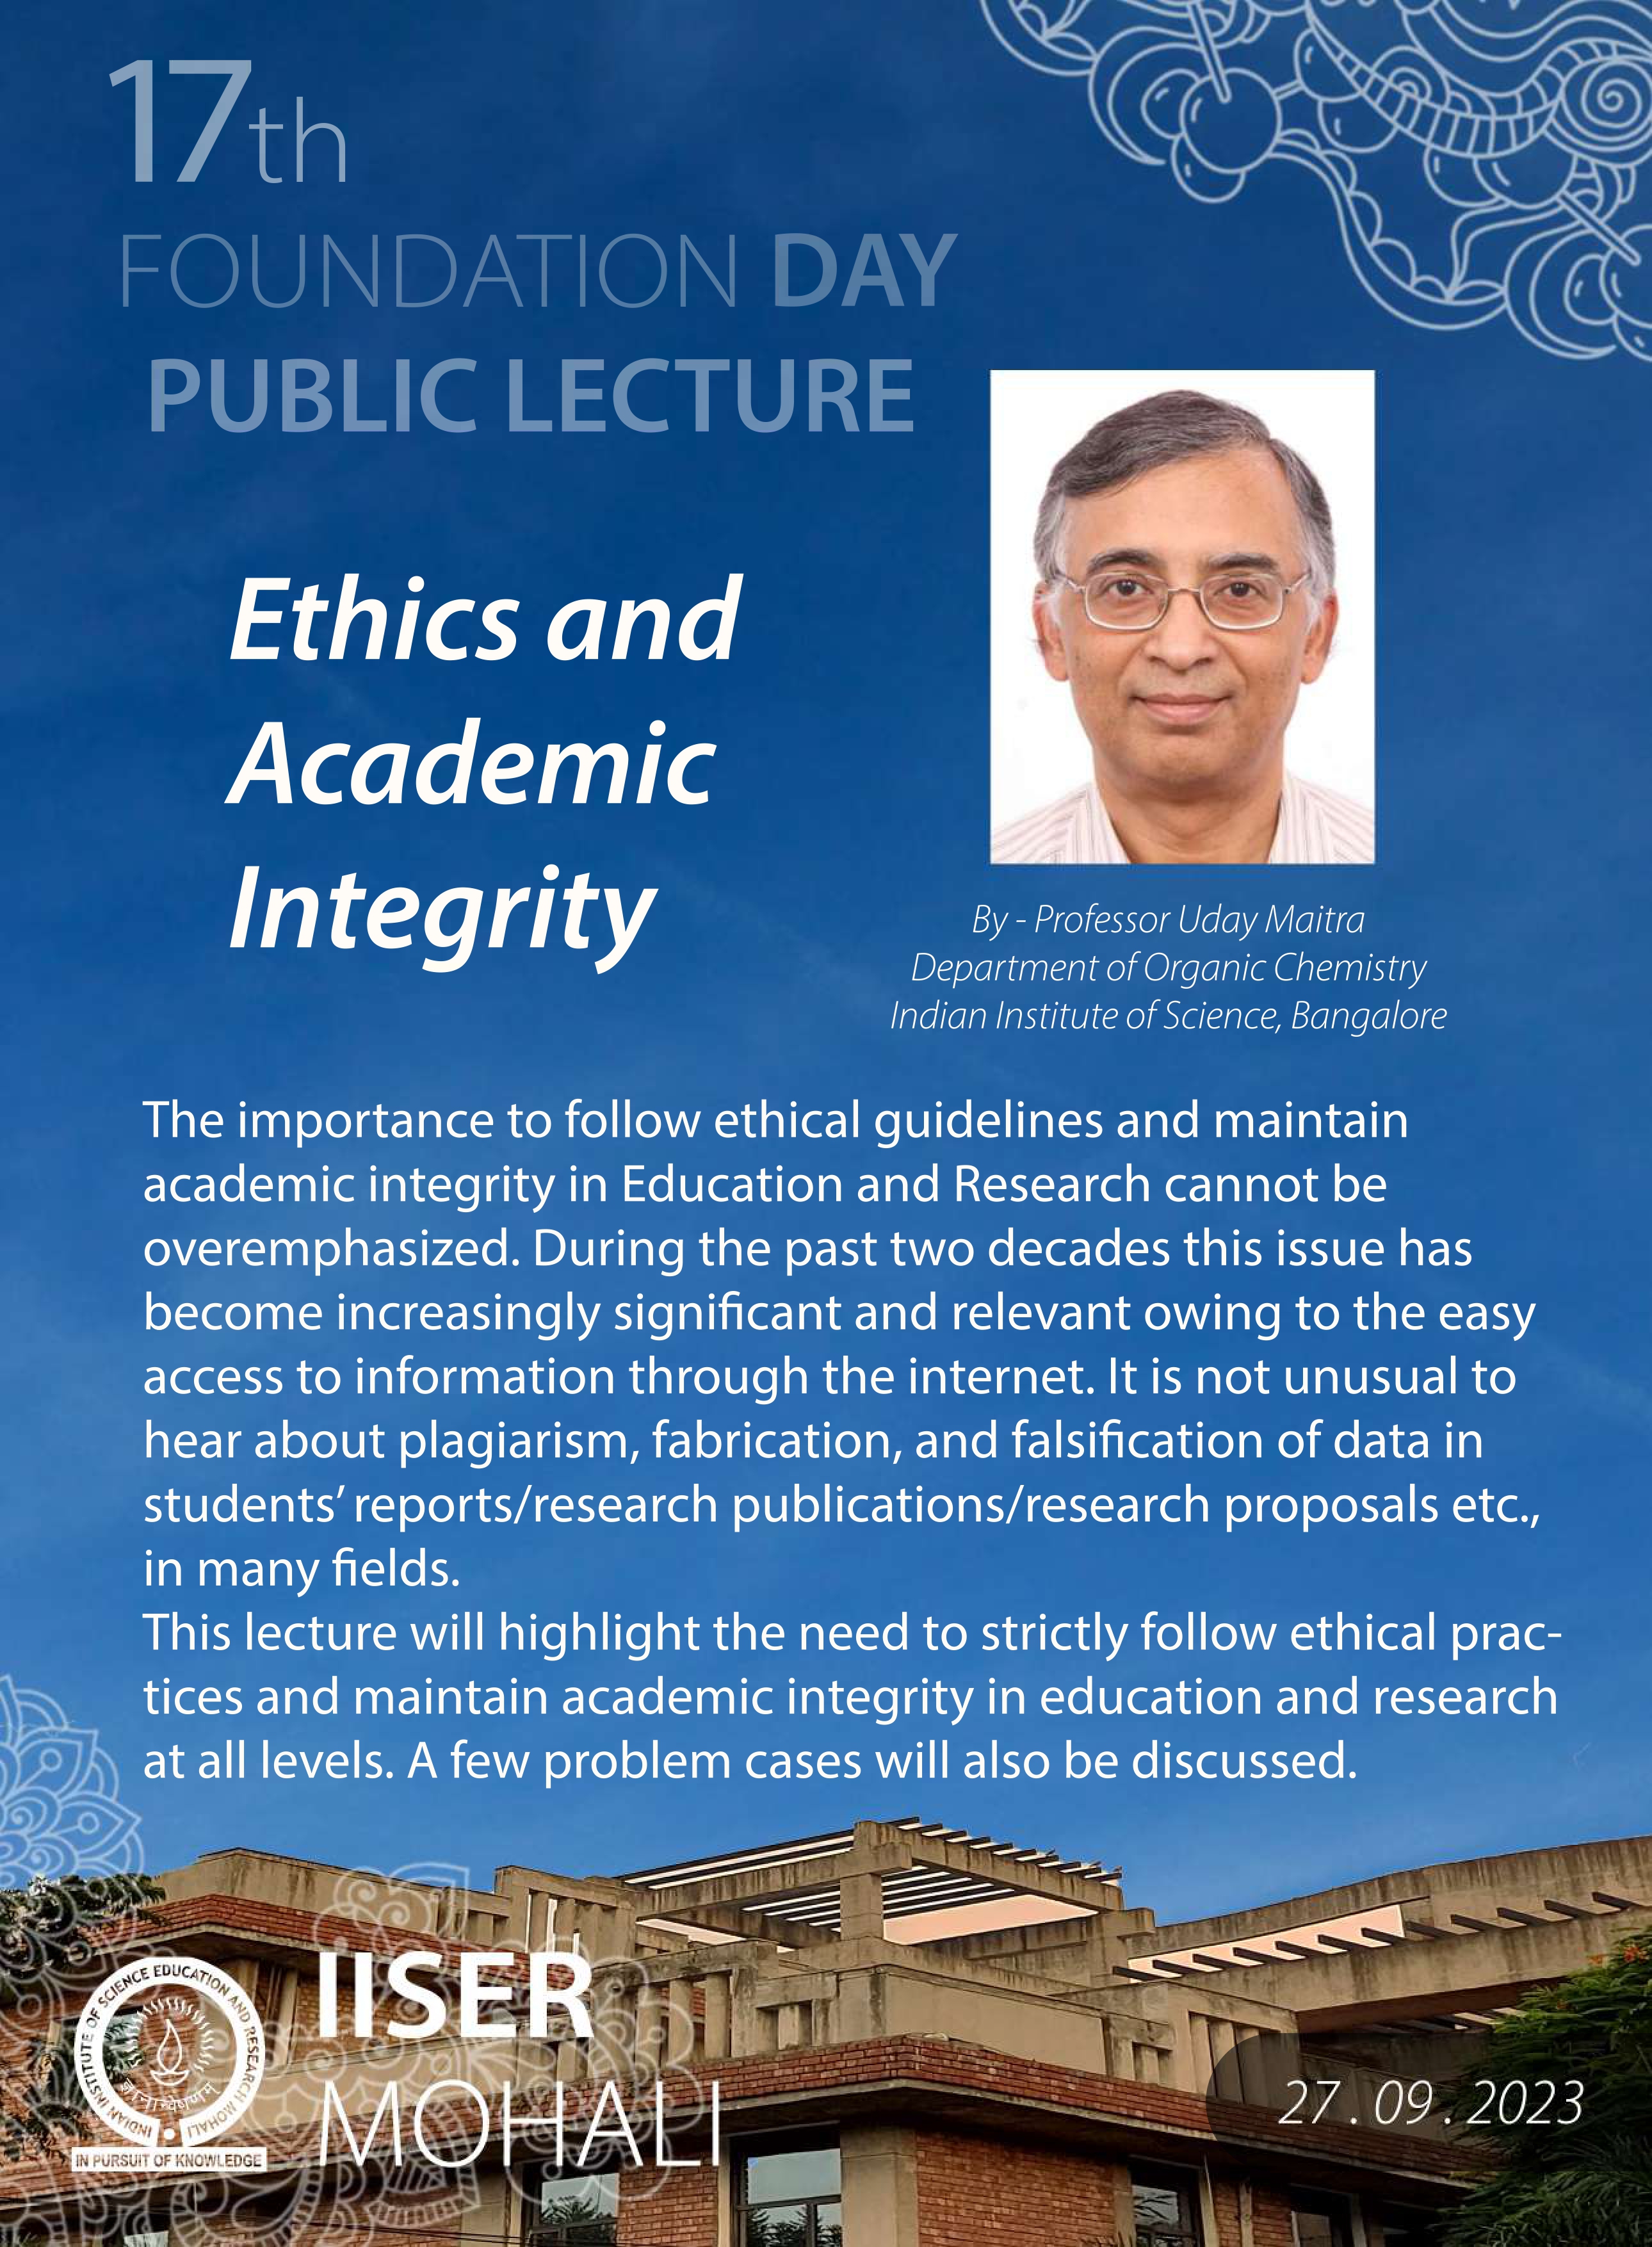 17th
FOUNDATION DAY
PUBLIC LECTURE
Ethics and
Academic
Integrity
By - Professor Uday Maitra
Department of Organic Chemistry
Indian Institute of Science, Bangalore
The importance to follow ethical guidelines and maintain
academic integrity in Education and Research cannot be
overemphasized. During the past two decades this issue has
become increasingly significant and relevant owing to the easy
access to information through the internet. It is not unusual to
hear about plagiarism, fabrication, and falsification of data in
students’ reports/research publications/research proposals etc.,
in many fields.
This lecture will highlight the need to strictly follow ethical prac-
tices and maintain academic integrity in education and research
at all levels. A few problem cases will also be discussed.
INDIAN INSTITUTE OF SCIENCE EDUCATION AND RESEARCH MOHALI
IN PURSUIT OF KNOWLEDGE
IISER
MOHALI
27 . 09 . 2023